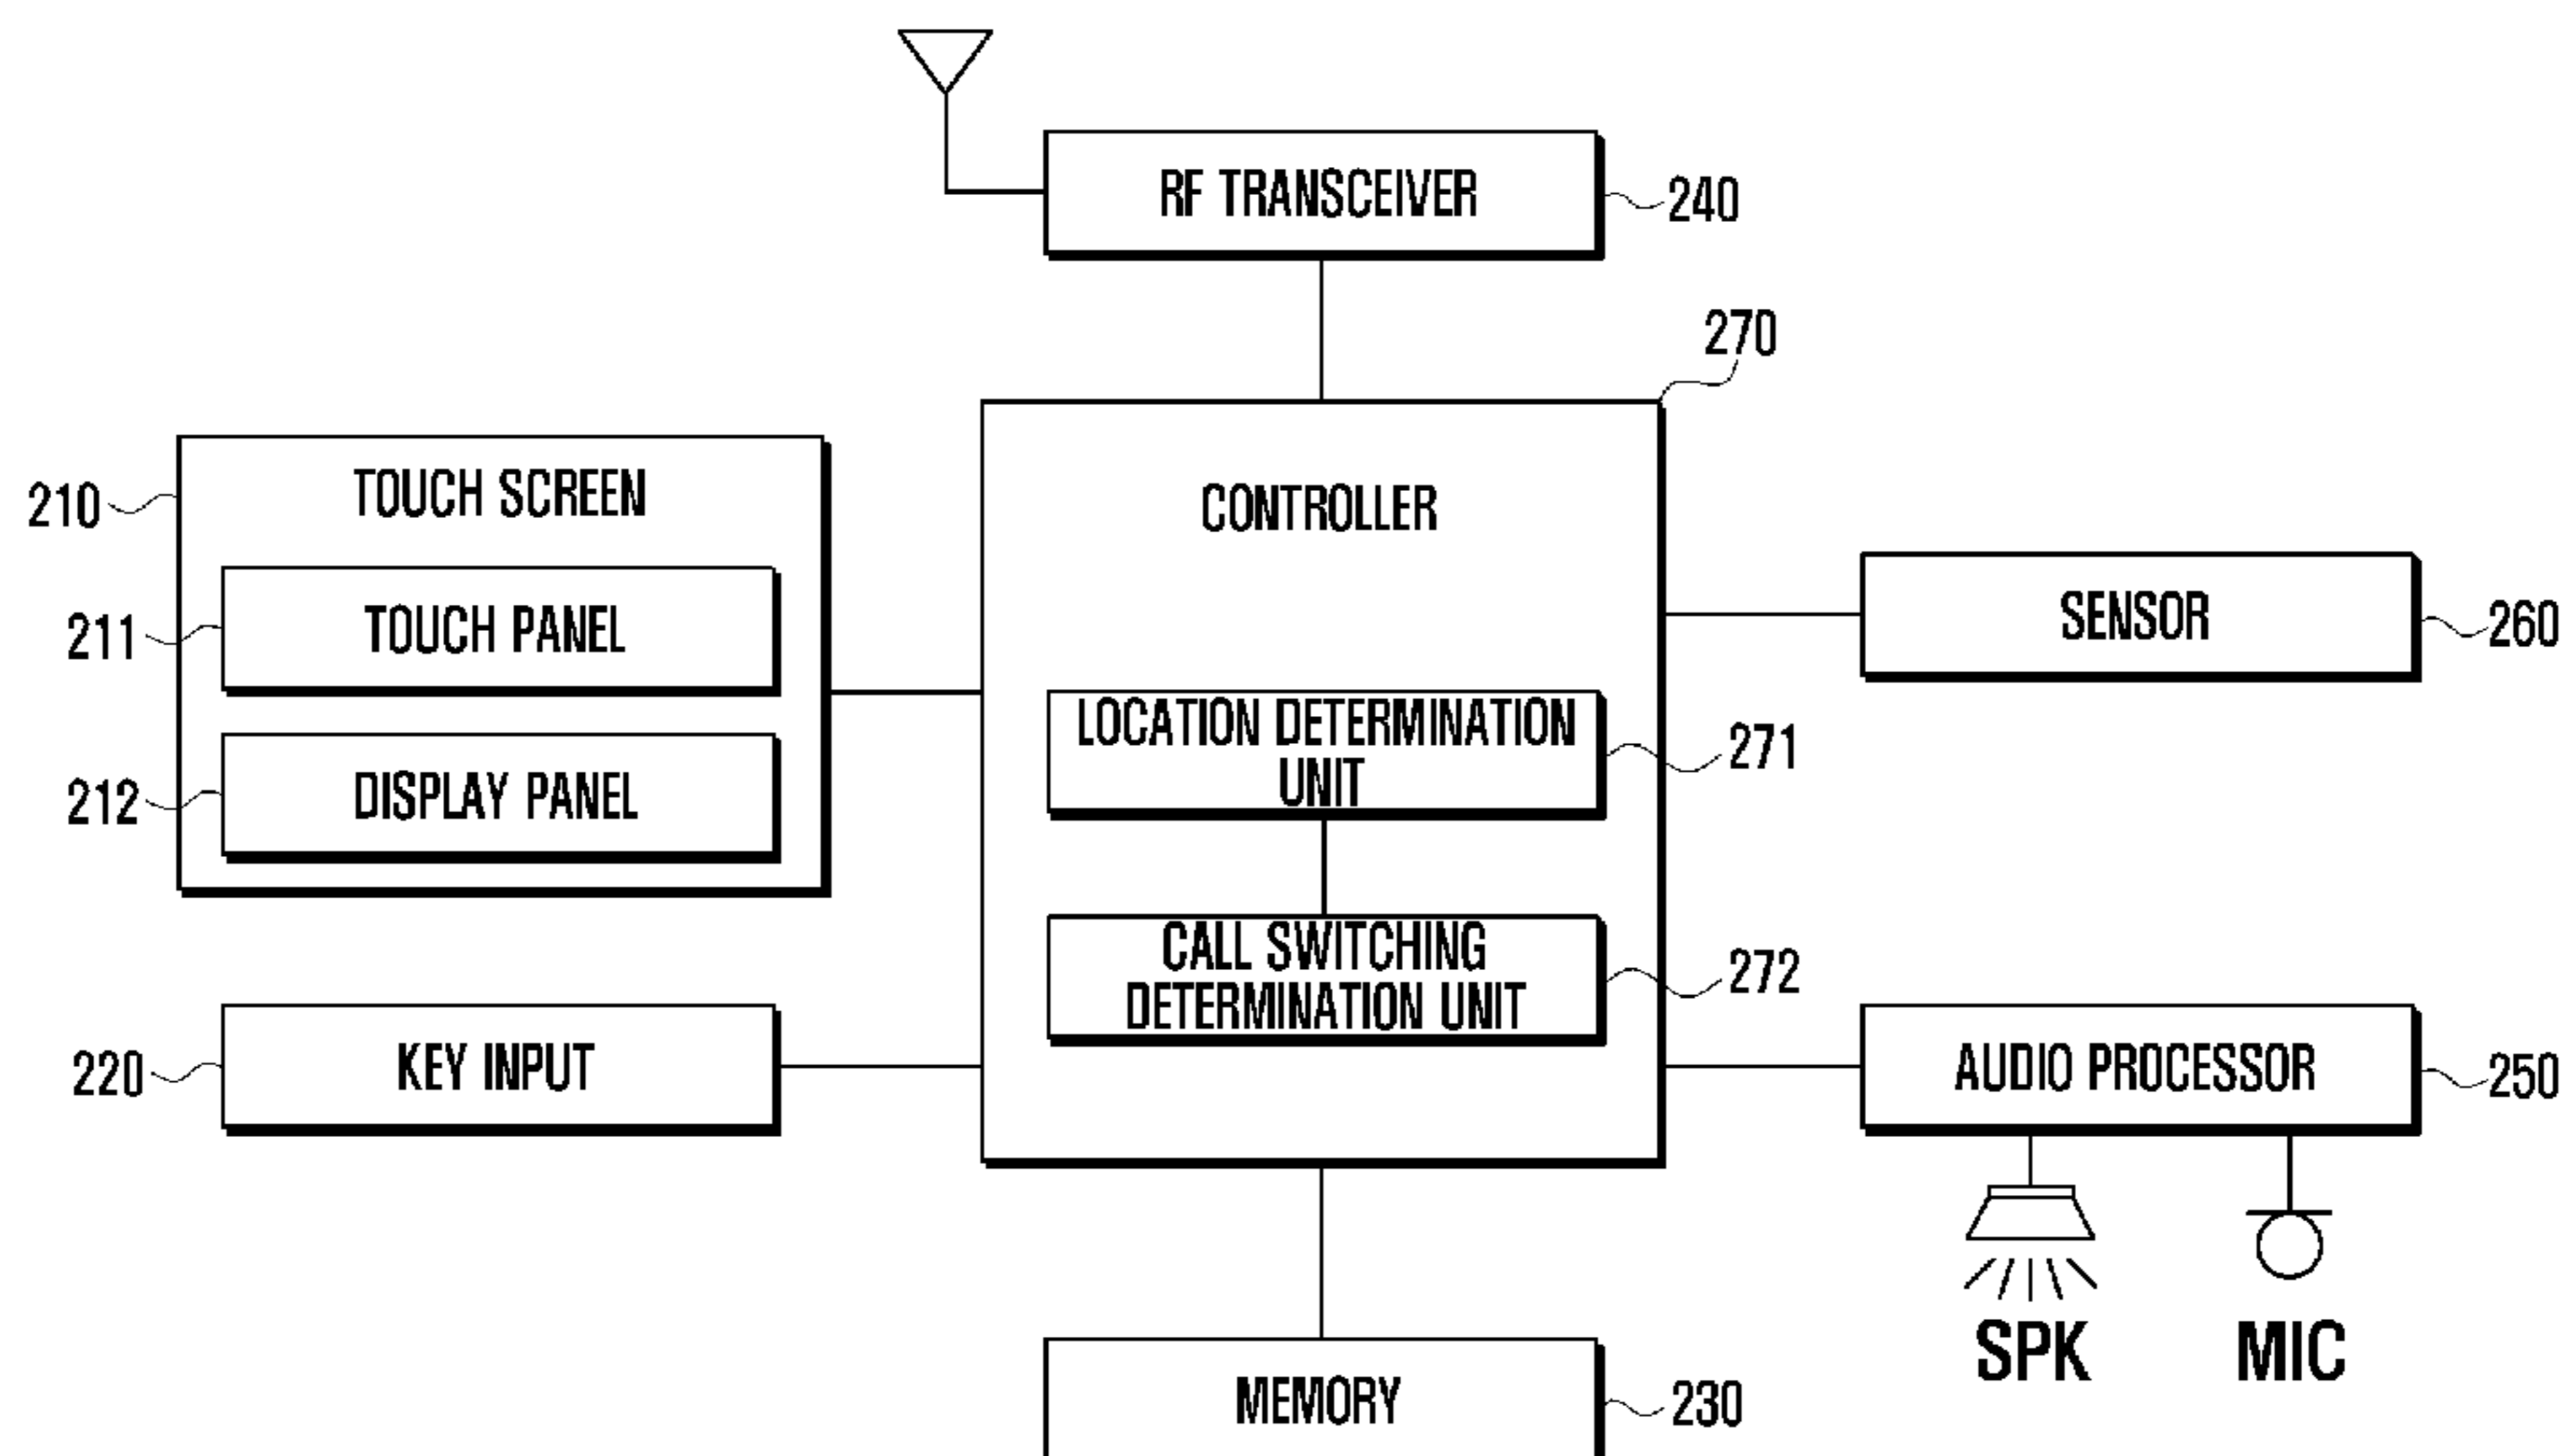 RF TRANSCEIVER
240
270
TOUCH SCREEN
210
CONTROLLER
TOUCH PANEL
211
SENSOR
260
LOCATION DETERMINATION
UNIT
271
DISPLAY PANEL
212
CALL SWITCHING
DETERMINATION UNIT
272
KEY INPUT
220
AUDIO PROCESSOR
250
SPK
MIC
MEMORY
230